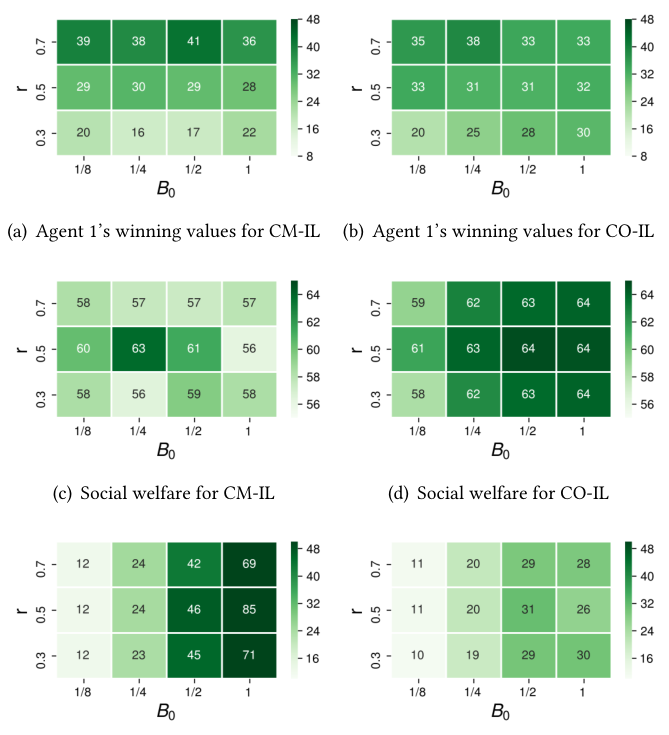 39 38 41 36
29 30 29 28
20 16 17 22
0.7
0.5
0.3
r
1/8 1/4 1/2 1
B0
48
40
32
24
16
8
35 38 33 33
33 31 31 32
20 25 28 30
0.7
0.5
0.3
r
1/8 1/4 1/2 1
B0
48
40
32
24
16
8
(a) Agent 1's winning values for CM-IL
(b) Agent 1's winning values for CO-IL
58 57 57 57
60 63 61 56
58 56 59 58
0.7
0.5
0.3
r
1/8 1/4 1/2 1
B0
64
62
60
58
56
59 62 63 64
61 63 64 64
58 62 63 64
0.7
0.5
0.3
r
1/8 1/4 1/2 1
B0
64
62
60
58
56
(c) Social welfare for CM-IL
(d) Social welfare for CO-IL
12 24 42 69
12 24 46 85
12 23 45 71
0.7
0.5
0.3
r
1/8 1/4 1/2 1
B0
48
40
32
24
16
11 20 29 28
11 20 31 26
10 19 29 30
0.7
0.5
0.3
r
1/8 1/4 1/2 1
B0
48
40
32
24
16